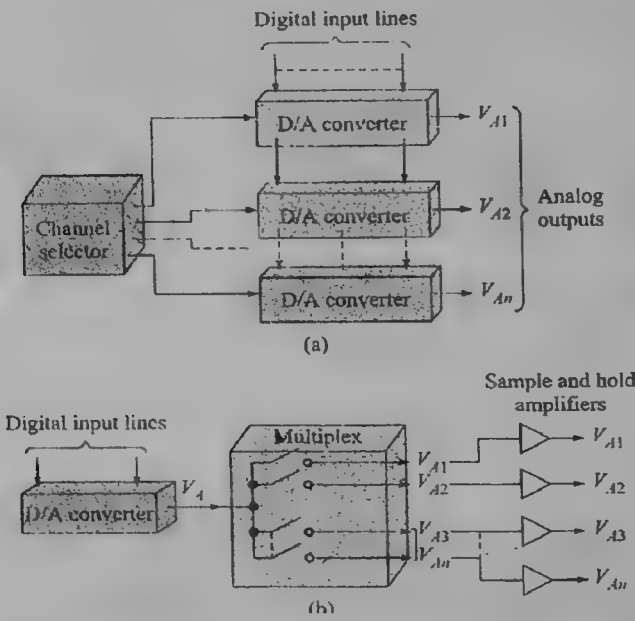 Digital input lines
D/A converter
V_A1
Channel
selector
D/A converter
V_A2
Analog
outputs
D/A converter
V_An
(a)
Sample and hold
amplifiers
Digital input lines
Multiplex
V_A1
V_A1
V_A
V_A2
V_A2
D/A converter
V_A3
V_A3
V_An
V_An
(b)